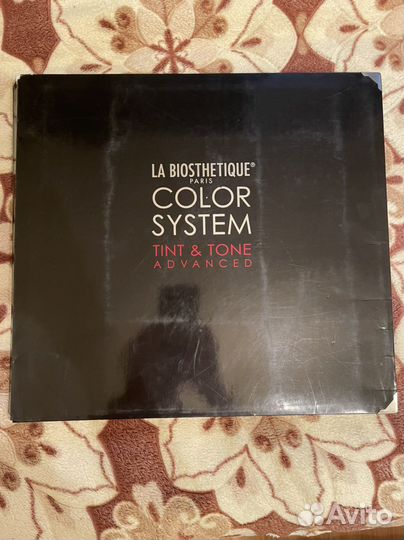 LA BIOSTHETIQUE®
PARIS
COLOR
SYSTEM
TINT & TONE
ADVANCED
Avito